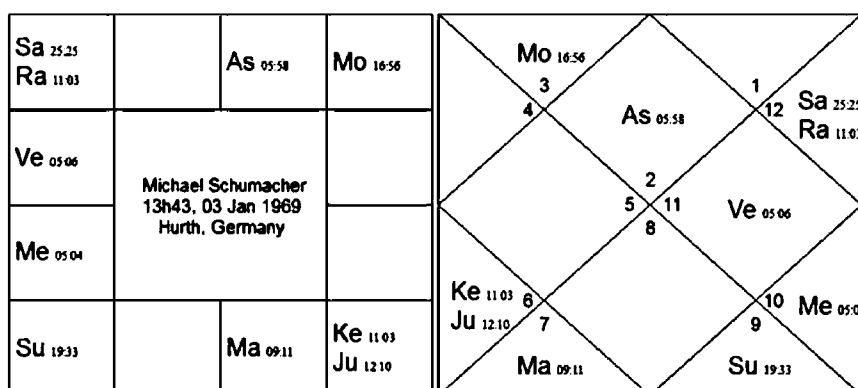 Sa 25:25
Ra 11:03
As 05:58
Mo 16:56
Ve 05:06
Michael Schumacher
13h43, 03 Jan 1969
Hurth, Germany
Me 05:04
Su 19:33
Ma 09:11
Ke 11:03
Ju 12:10
Mo 16:56
3
1
4
12
Sa 25:25
Ra 11:03
As 05:58
2
5
11
8
Ve 05:06
Ke 11:03
Ju 12:10
6
7
10
9
Me 05:0
Ma 09:11
Su 19:33